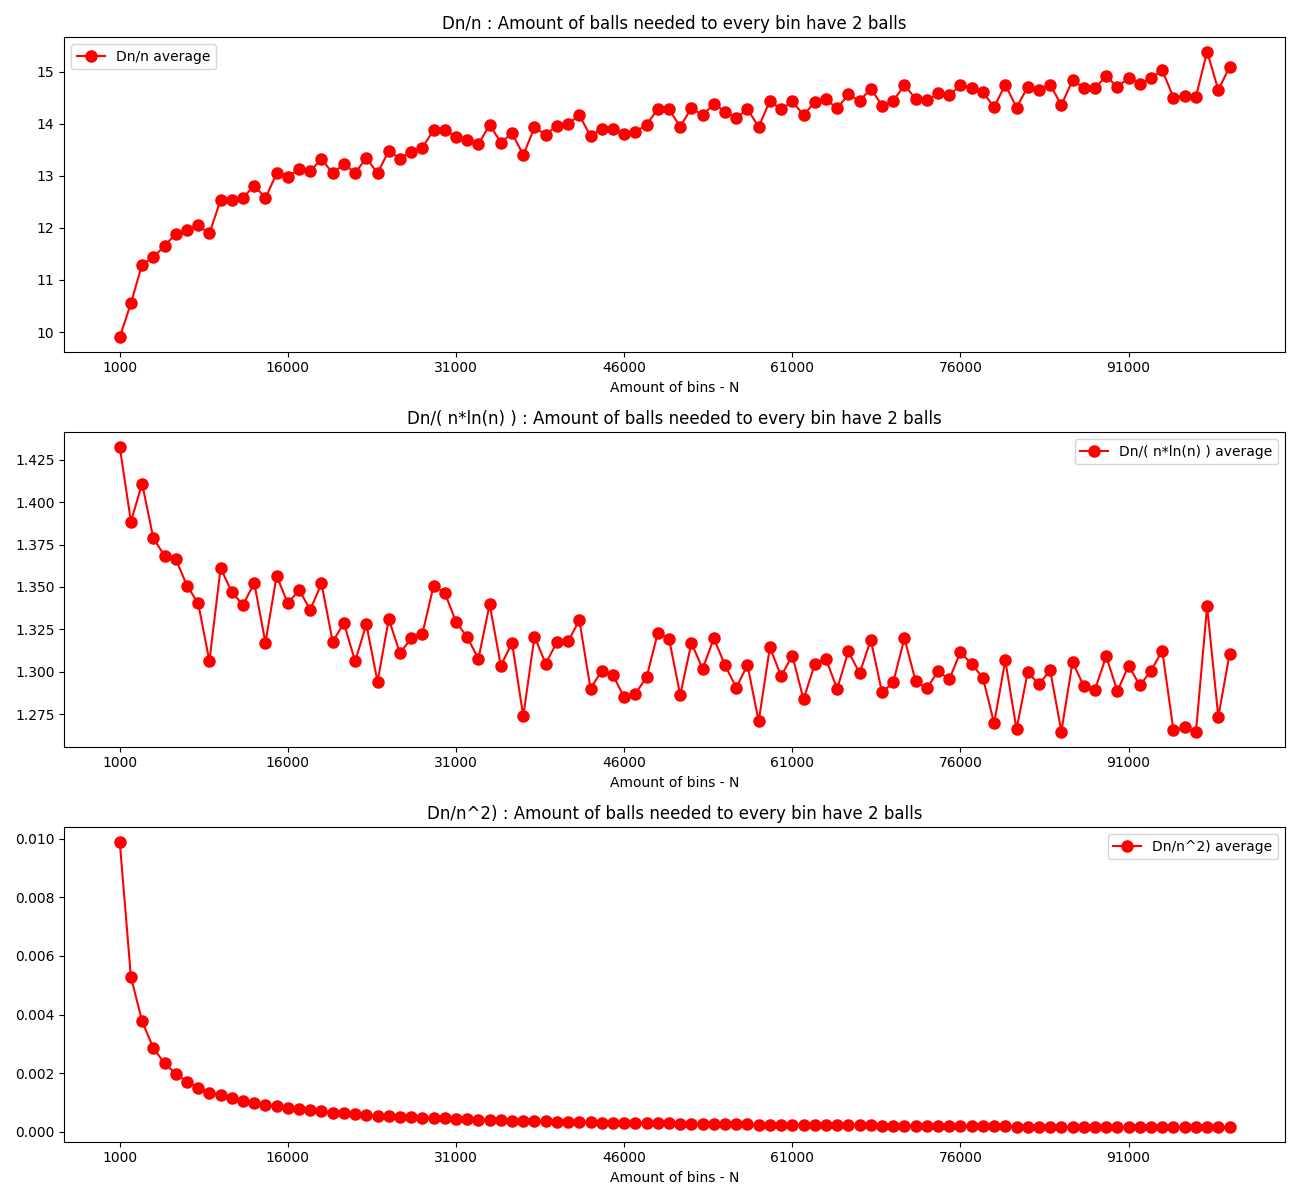 Dn/n : Amount of balls needed to every bin have 2 balls
Dn/n average
15
14
13
12
11
10
1000 16000 31000 46000 61000 76000 91000
Amount of bins - N
Dn/( n*ln(n) ) : Amount of balls needed to every bin have 2 balls
Dn/( n*ln(n) ) average
1.425
1.400
1.375
1.350
1.325
1.300
1.275
1000 16000 31000 46000 61000 76000 91000
Amount of bins - N
Dn/n^2) : Amount of balls needed to every bin have 2 balls
Dn/n^2) average
0.010
0.008
0.006
0.004
0.002
0.000
1000 16000 31000 46000 61000 76000 91000
Amount of bins - N